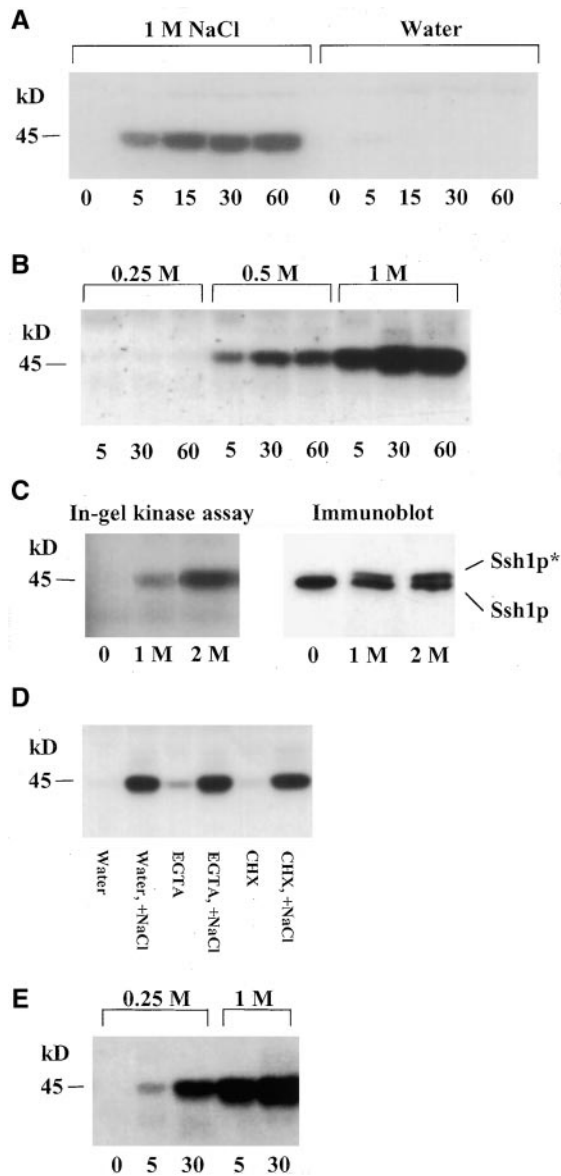 A
1 M NaCl Water
kD
45
0 5 15 30 60 0 5 15 30 60
B
0.25 M 0.5 M 1 M
kD
45
5 30 60 5 30 60 5 30 60
C
In-gel kinase assay Immunoblot
kD
45
Ssh1p*
Ssh1p
0 1 M 2 M 0 1 M 2 M
D
kD
45
Water
Water, +NaCl
EGTA
EGTA, +NaCl
CHX
CHX, +NaCl
E
0.25 M 1 M
kD
45
0 5 30 5 30